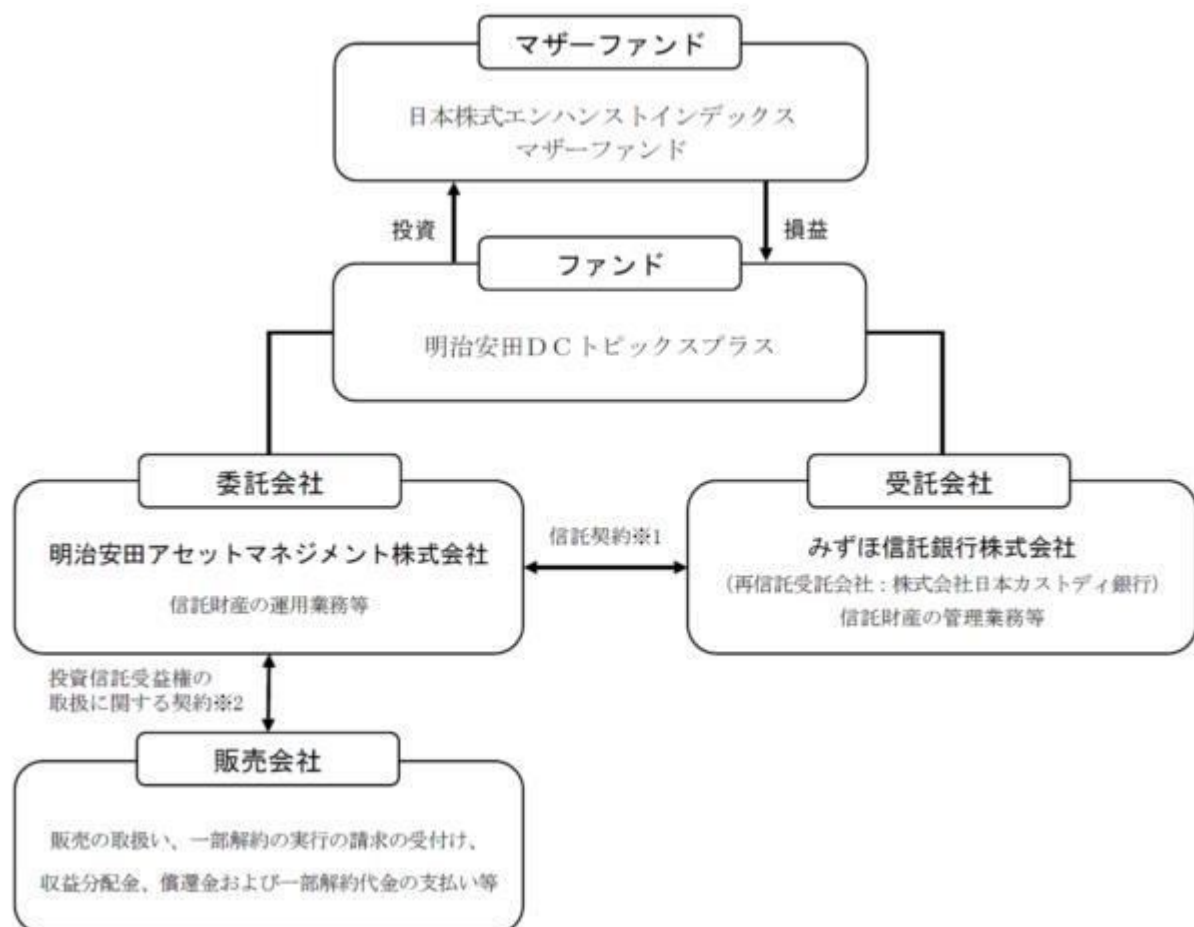 マザーファンド
日本株式エンハンストインデックス
マザーファンド
投資
損益
ファンド
明治安田DCトピックスプラス
委託会社
明治安田アセットマネジメント株式会社
信託財産の運用業務等
信託契約※1
受託会社
みずほ信託銀行株式会社
(再信託受託会社:株式会社日本カストディ銀行)
信託財産の管理業務等
投資信託受益権の
取扱に関する契約※2
販売会社
販売の取扱い、一部解約の実行の請求の受付け、
収益分配金、償還金および一部解約代金の支払い等